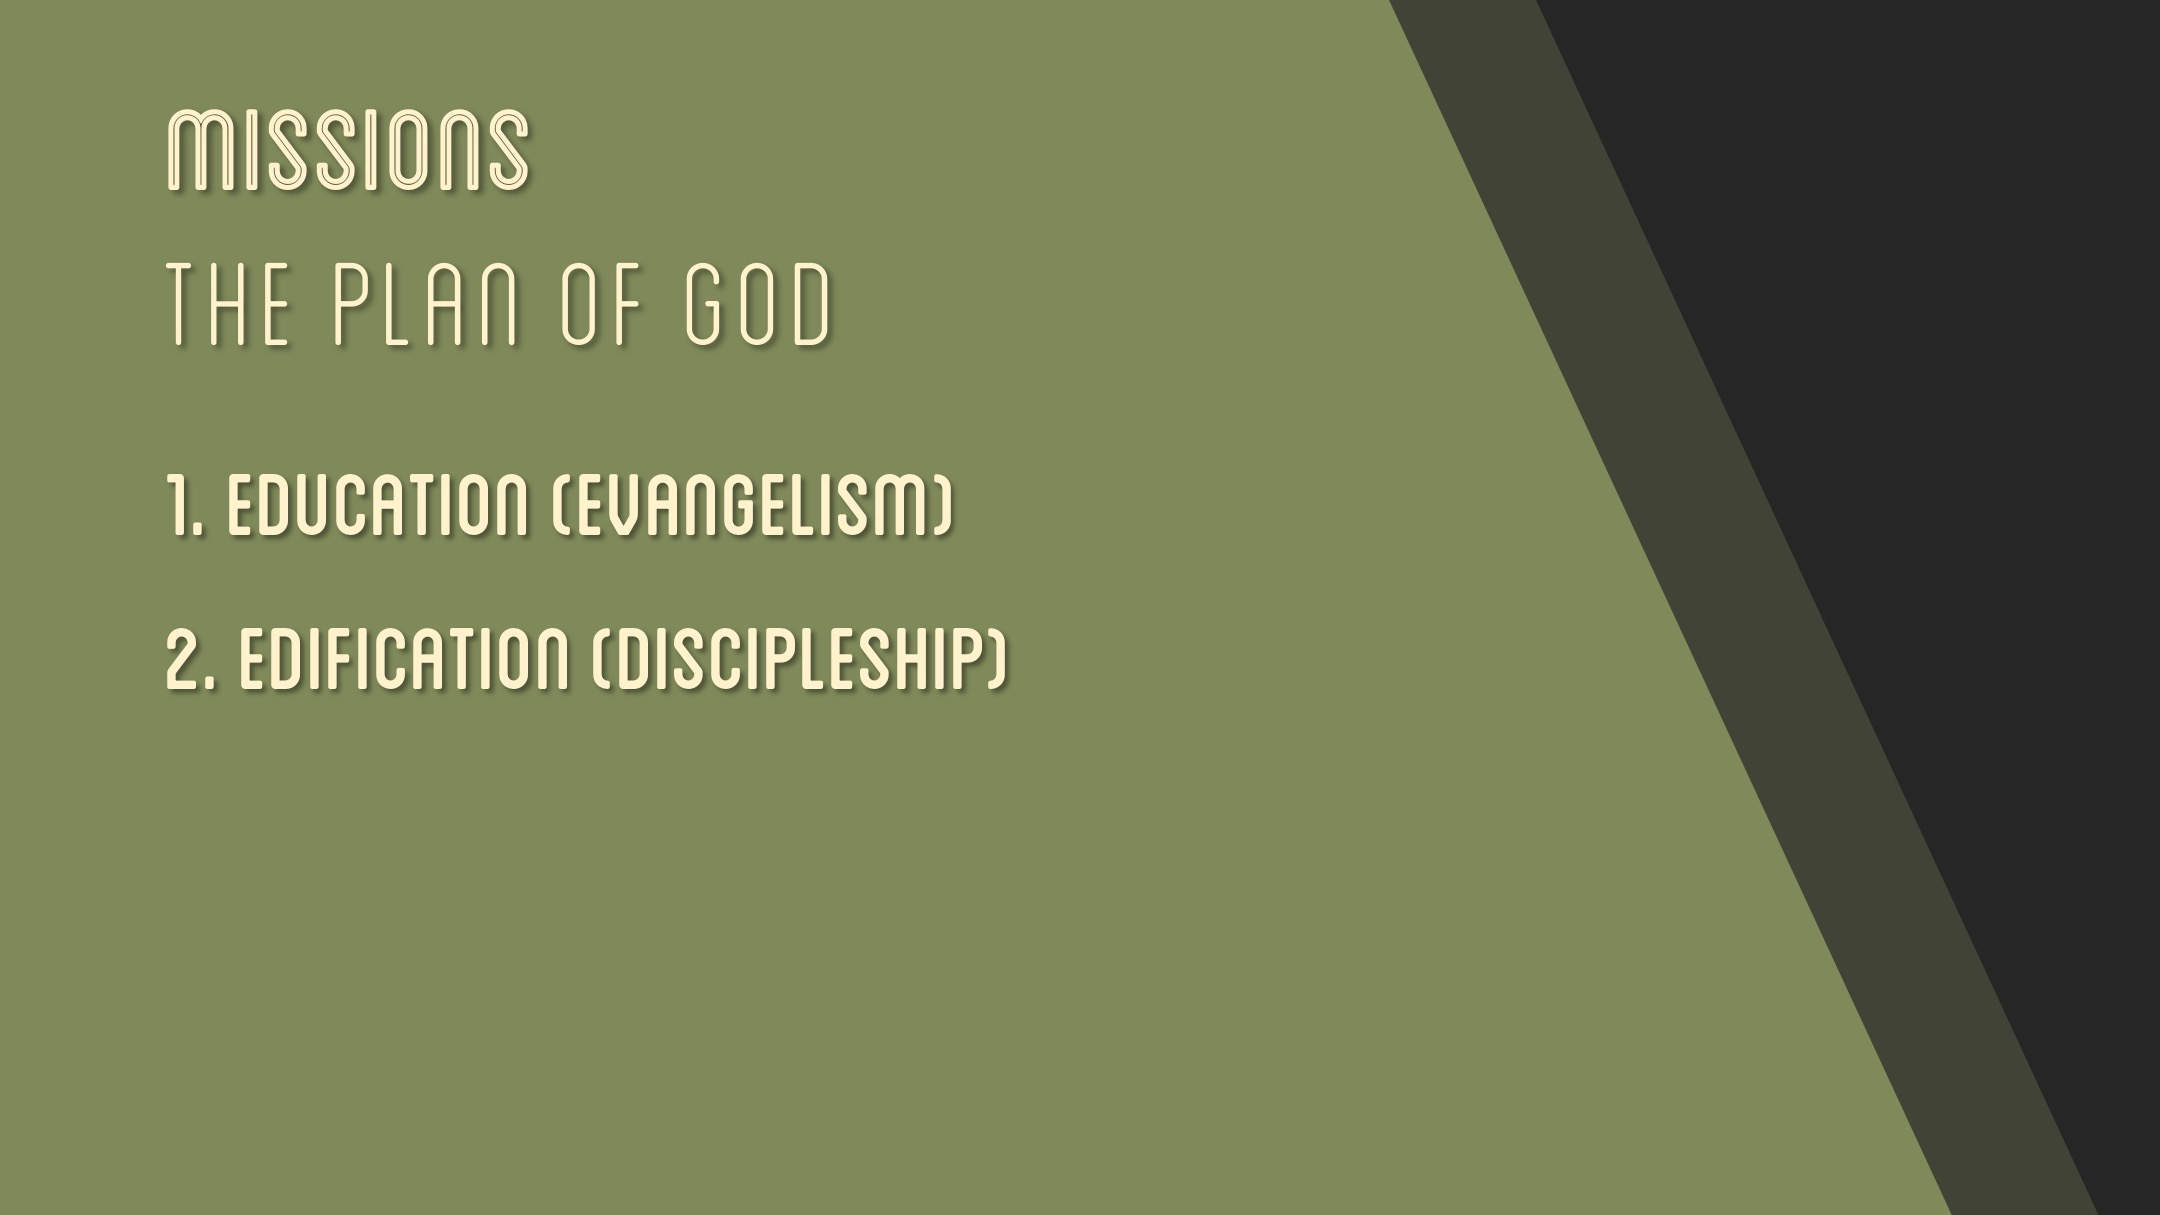 MISSIONS
THE PLAN OF GOD
1. EDUCATION (EVANGELISM)
2. EDIFICATION (DISCIPLESHIP)